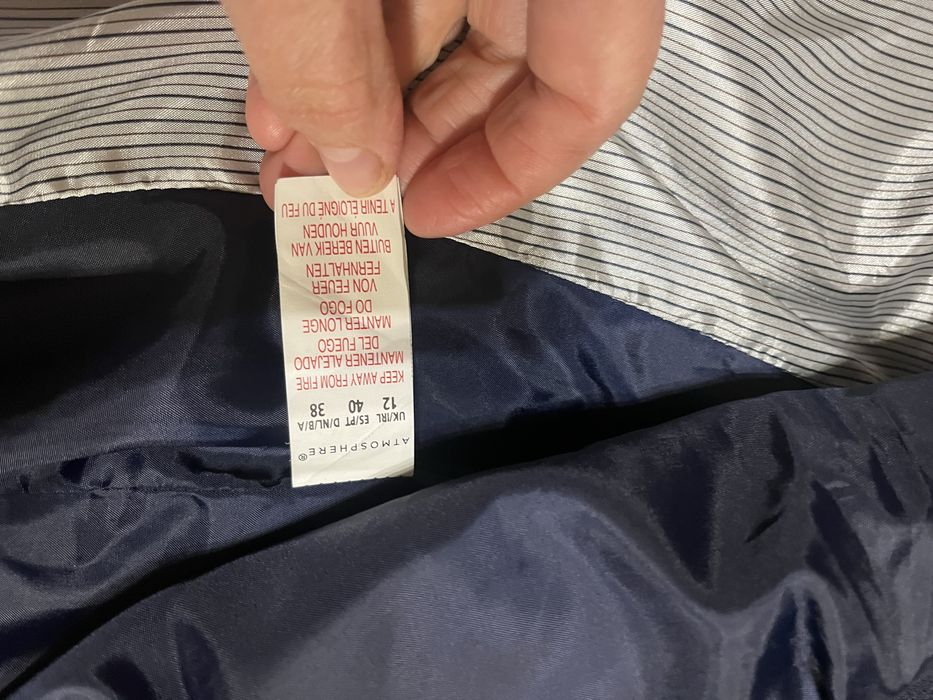 ATMOSPHERE®
UK/IRL ES/PT D/NL/B/A
12 40 38
KEEP AWAY FROM FIRE
MANTENER ALEJADO
DEL FUEGO
MANTER LONGE
DO FOGO
VON FEUER
FERNHALTEN
BUITEN BEREIK VAN
VUUR HOUDEN
A TENIR ÉLOIGNÉ DU FEU